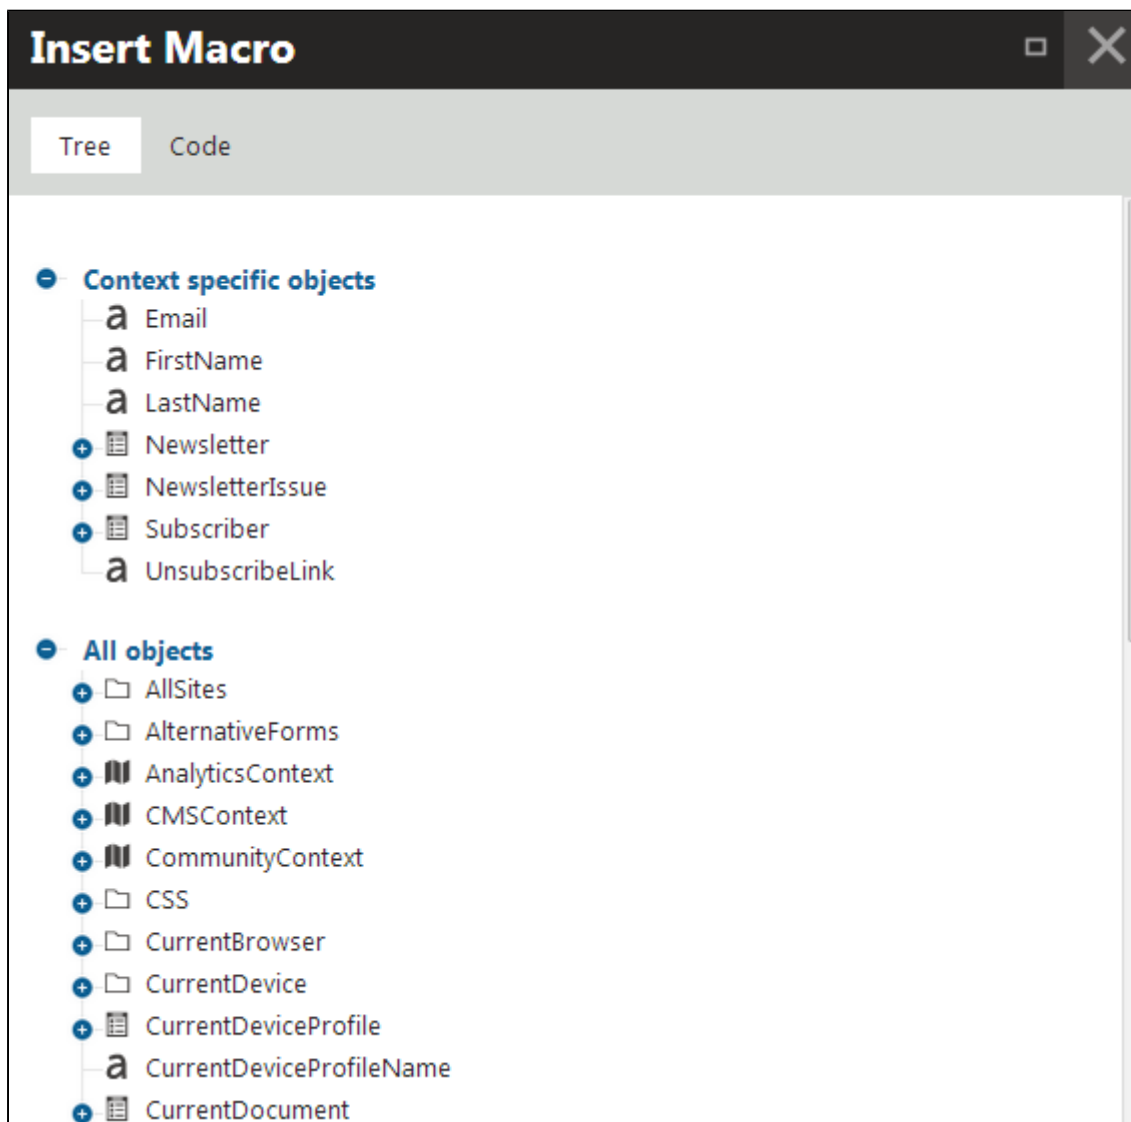 Insert Macro
Tree Code
Context specific objects
a Email
a FirstName
a LastName
Newsletter
NewsletterIssue
Subscriber
a UnsubscribeLink
All objects
AllSites
AlternativeForms
AnalyticsContext
CMSContext
CommunityContext
CSS
CurrentBrowser
CurrentDevice
CurrentDeviceProfile
a CurrentDeviceProfileName
CurrentDocument